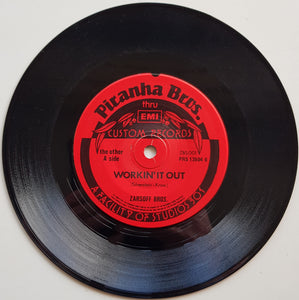 Piranha Bros.
thru
EMI
CUSTOM RECORDS
the other
A side
PRS 12604 A
WORKIN' IT OUT
ZARSOFF BROS.
A FACILITY OF STUDIOS 301